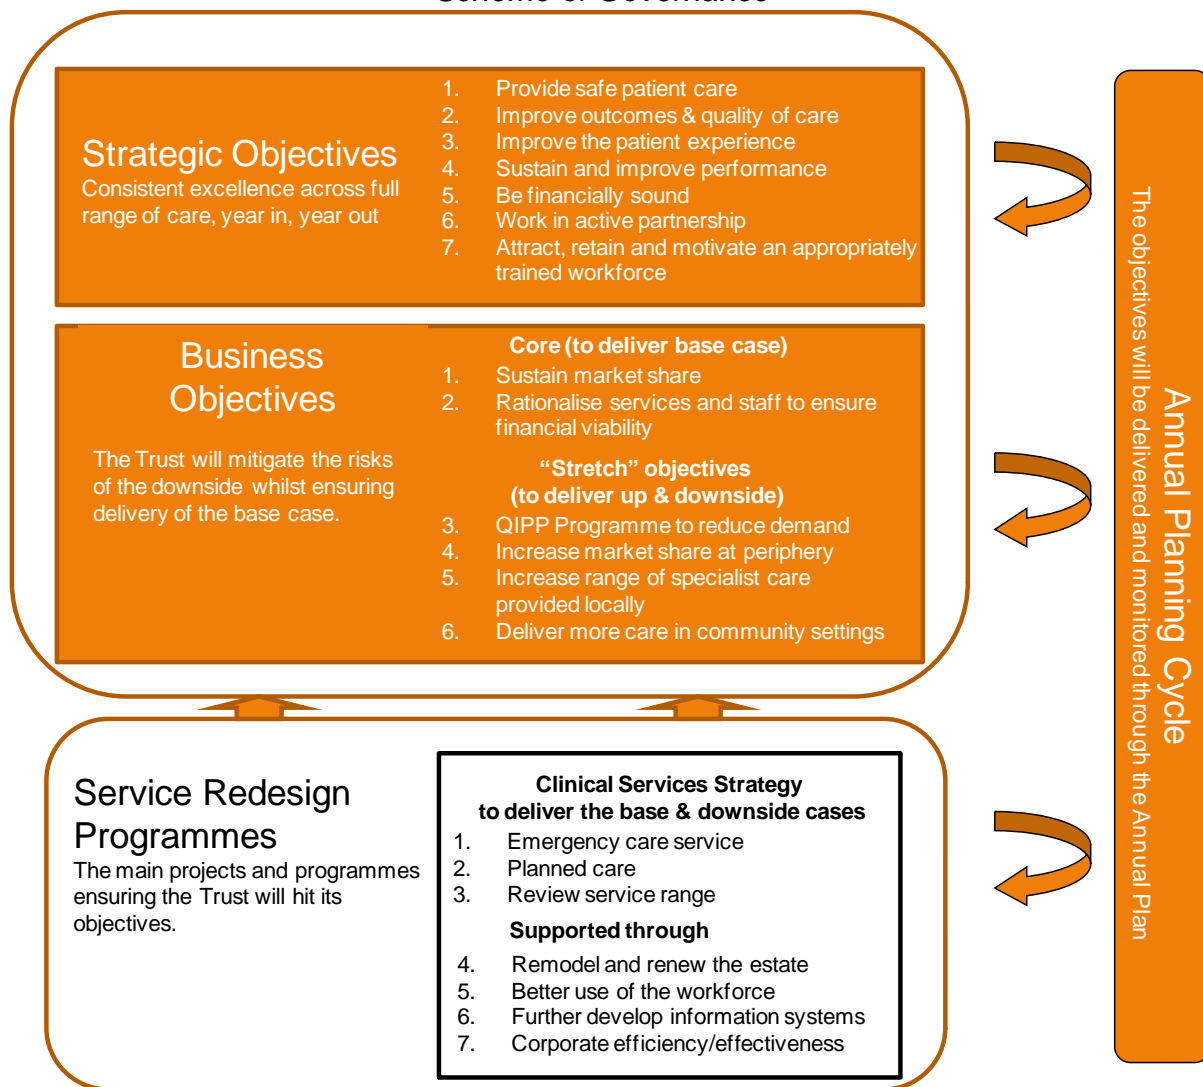 Scheme of Governance
Strategic Objectives
Consistent excellence across full
range of care, year in, year out
1. Provide safe patient care
2. Improve outcomes & quality of care
3. Improve the patient experience
4. Sustain and improve performance
5. Be financially sound
6. Work in active partnership
7. Attract, retain and motivate an appropriately
trained workforce
Business
Objectives
The Trust will mitigate the risks
of the downside whilst ensuring
delivery of the base case.
Core (to deliver base case)
1. Sustain market share
2. Rationalise services and staff to ensure
financial viability
“Stretch” objectives
(to deliver up & downside)
3. QIPP Programme to reduce demand
4. Increase market share at periphery
5. Increase range of specialist care
provided locally
6. Deliver more care in community settings
Service Redesign
Programmes
The main projects and programmes
ensuring the Trust will hit its
objectives.
Clinical Services Strategy
to deliver the base & downside cases
1. Emergency care service
2. Planned care
3. Review service range
Supported through
4. Remodel and renew the estate
5. Better use of the workforce
6. Further develop information systems
7. Corporate efficiency/effectiveness
Annual Planning Cycle
The objectives will be delivered and monitored through the Annual Plan